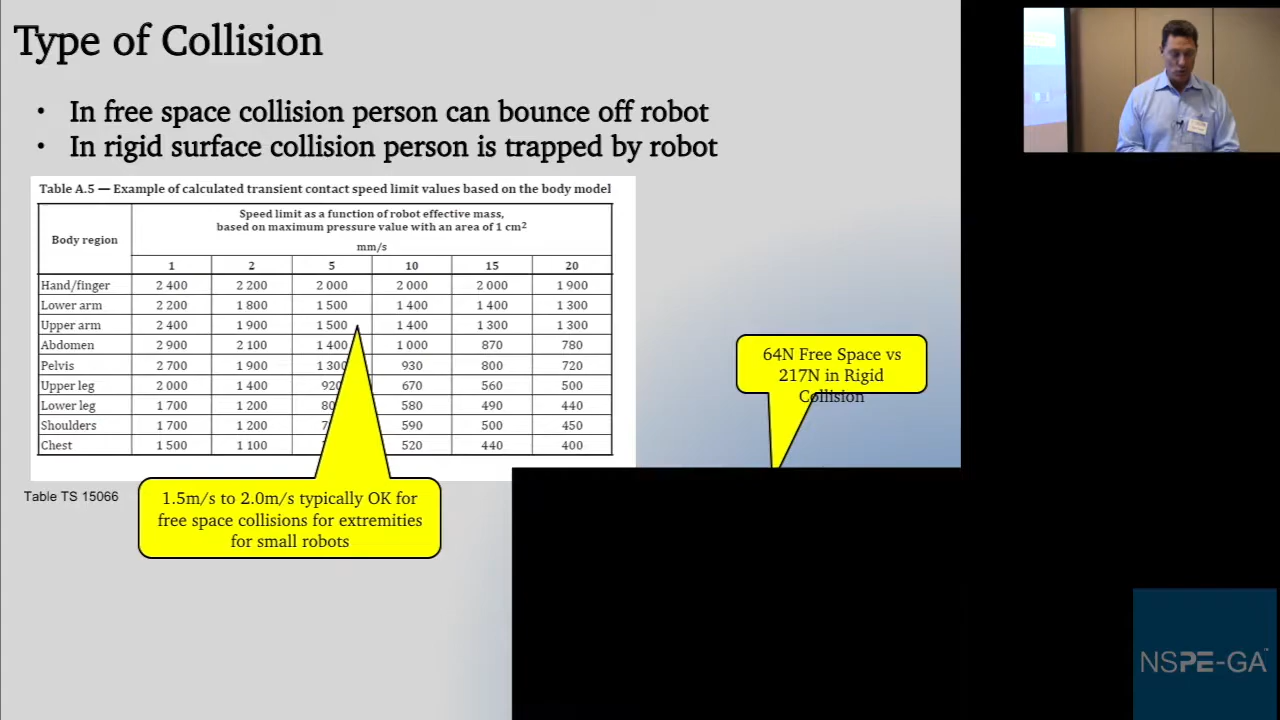 Type of Collision
• In free space collision person can bounce off robot
• In rigid surface collision person is trapped by robot
Table A.5 — Example of calculated transient contact speed limit values based on the body model
Body region
Speed limit as a function of robot effective mass,
based on maximum pressure value with an area of 1 cm²
mm/s
1 2 5 10 15 20
Hand/finger 2 400 2 200 2 000 2 000 2 000 1 900
Lower arm 2 200 1 800 1 500 1 400 1 400 1 300
Upper arm 2 400 1 900 1 500 1 400 1 300 1 300
Abdomen 2 900 2 100 1 400 1 000 870 780
Pelvis 2 700 1 900 1 300 930 800 720
Upper leg 2 000 1 400 920 670 560 500
Lower leg 1 700 1 200 580 490 440
Shoulders 1 700 1 200 590 500 450
Chest 1 500 1 100 520 440 400
64N Free Space vs
217N in Rigid
Collision
Table TS 15066
1.5m/s to 2.0m/s typically OK for
free space collisions for extremities
for small robots
NSPE-GA™